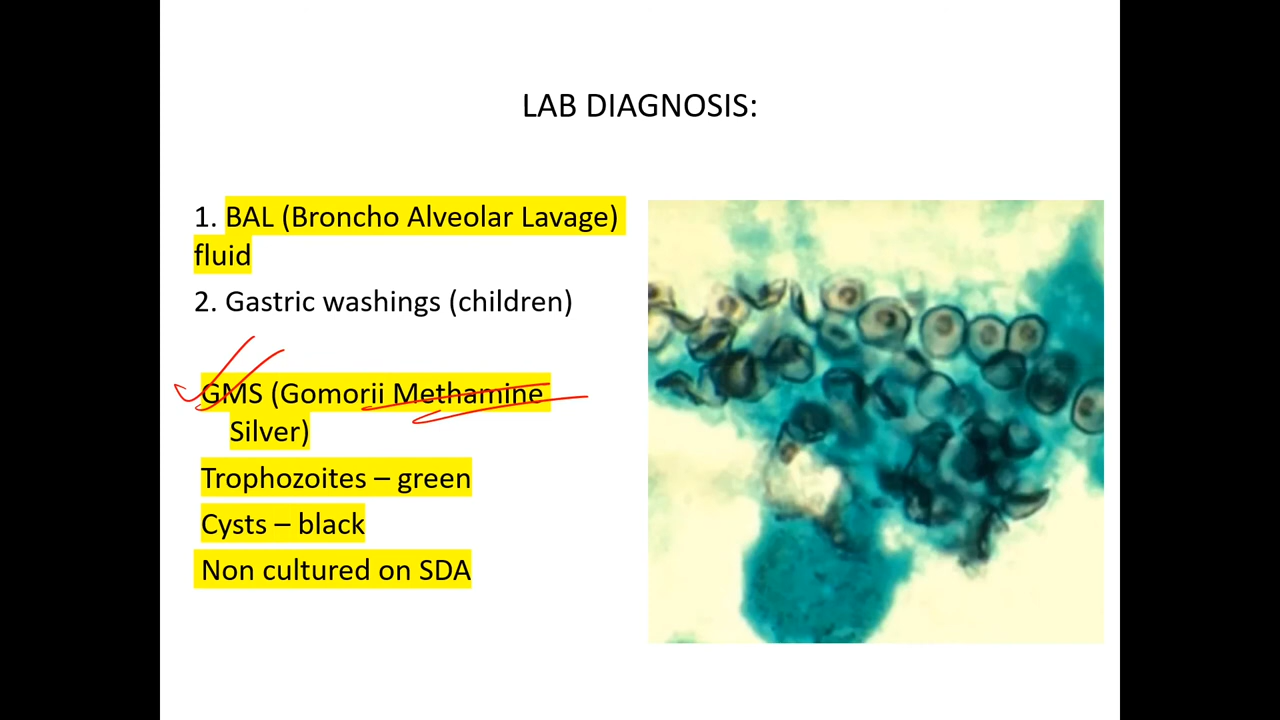 LAB DIAGNOSIS:
1. BAL (Broncho Alveolar Lavage)
fluid
2. Gastric washings (children)
GMS (Gomorii Methamine
Silver)
Trophozoites – green
Cysts – black
Non cultured on SDA